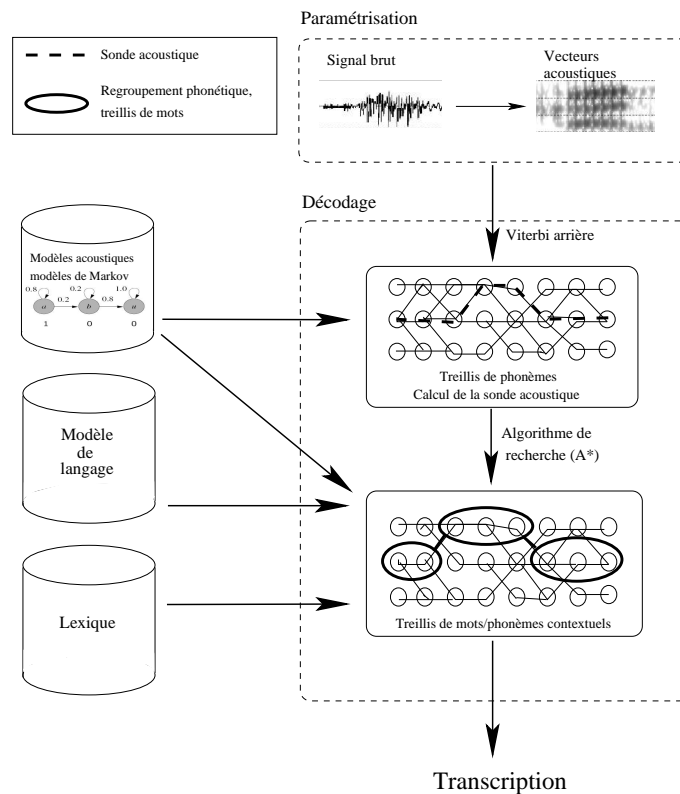 Paramétrisation
Sonde acoustique
Regroupement phonétique,
treillis de mots
Signal brut
Vecteurs
acoustiques
Décodage
Viterbi arrière
Modèles acoustiques
modèles de Markov
0.8 0.2 1.0
a 0.2 b 0.8 a
1 0 0
Treillis de phonèmes
Calcul de la sonde acoustique
Algorithme de
recherche (A*)
Modèle
de
langage
Lexique
Treillis de mots/phonèmes contextuels
Transcription